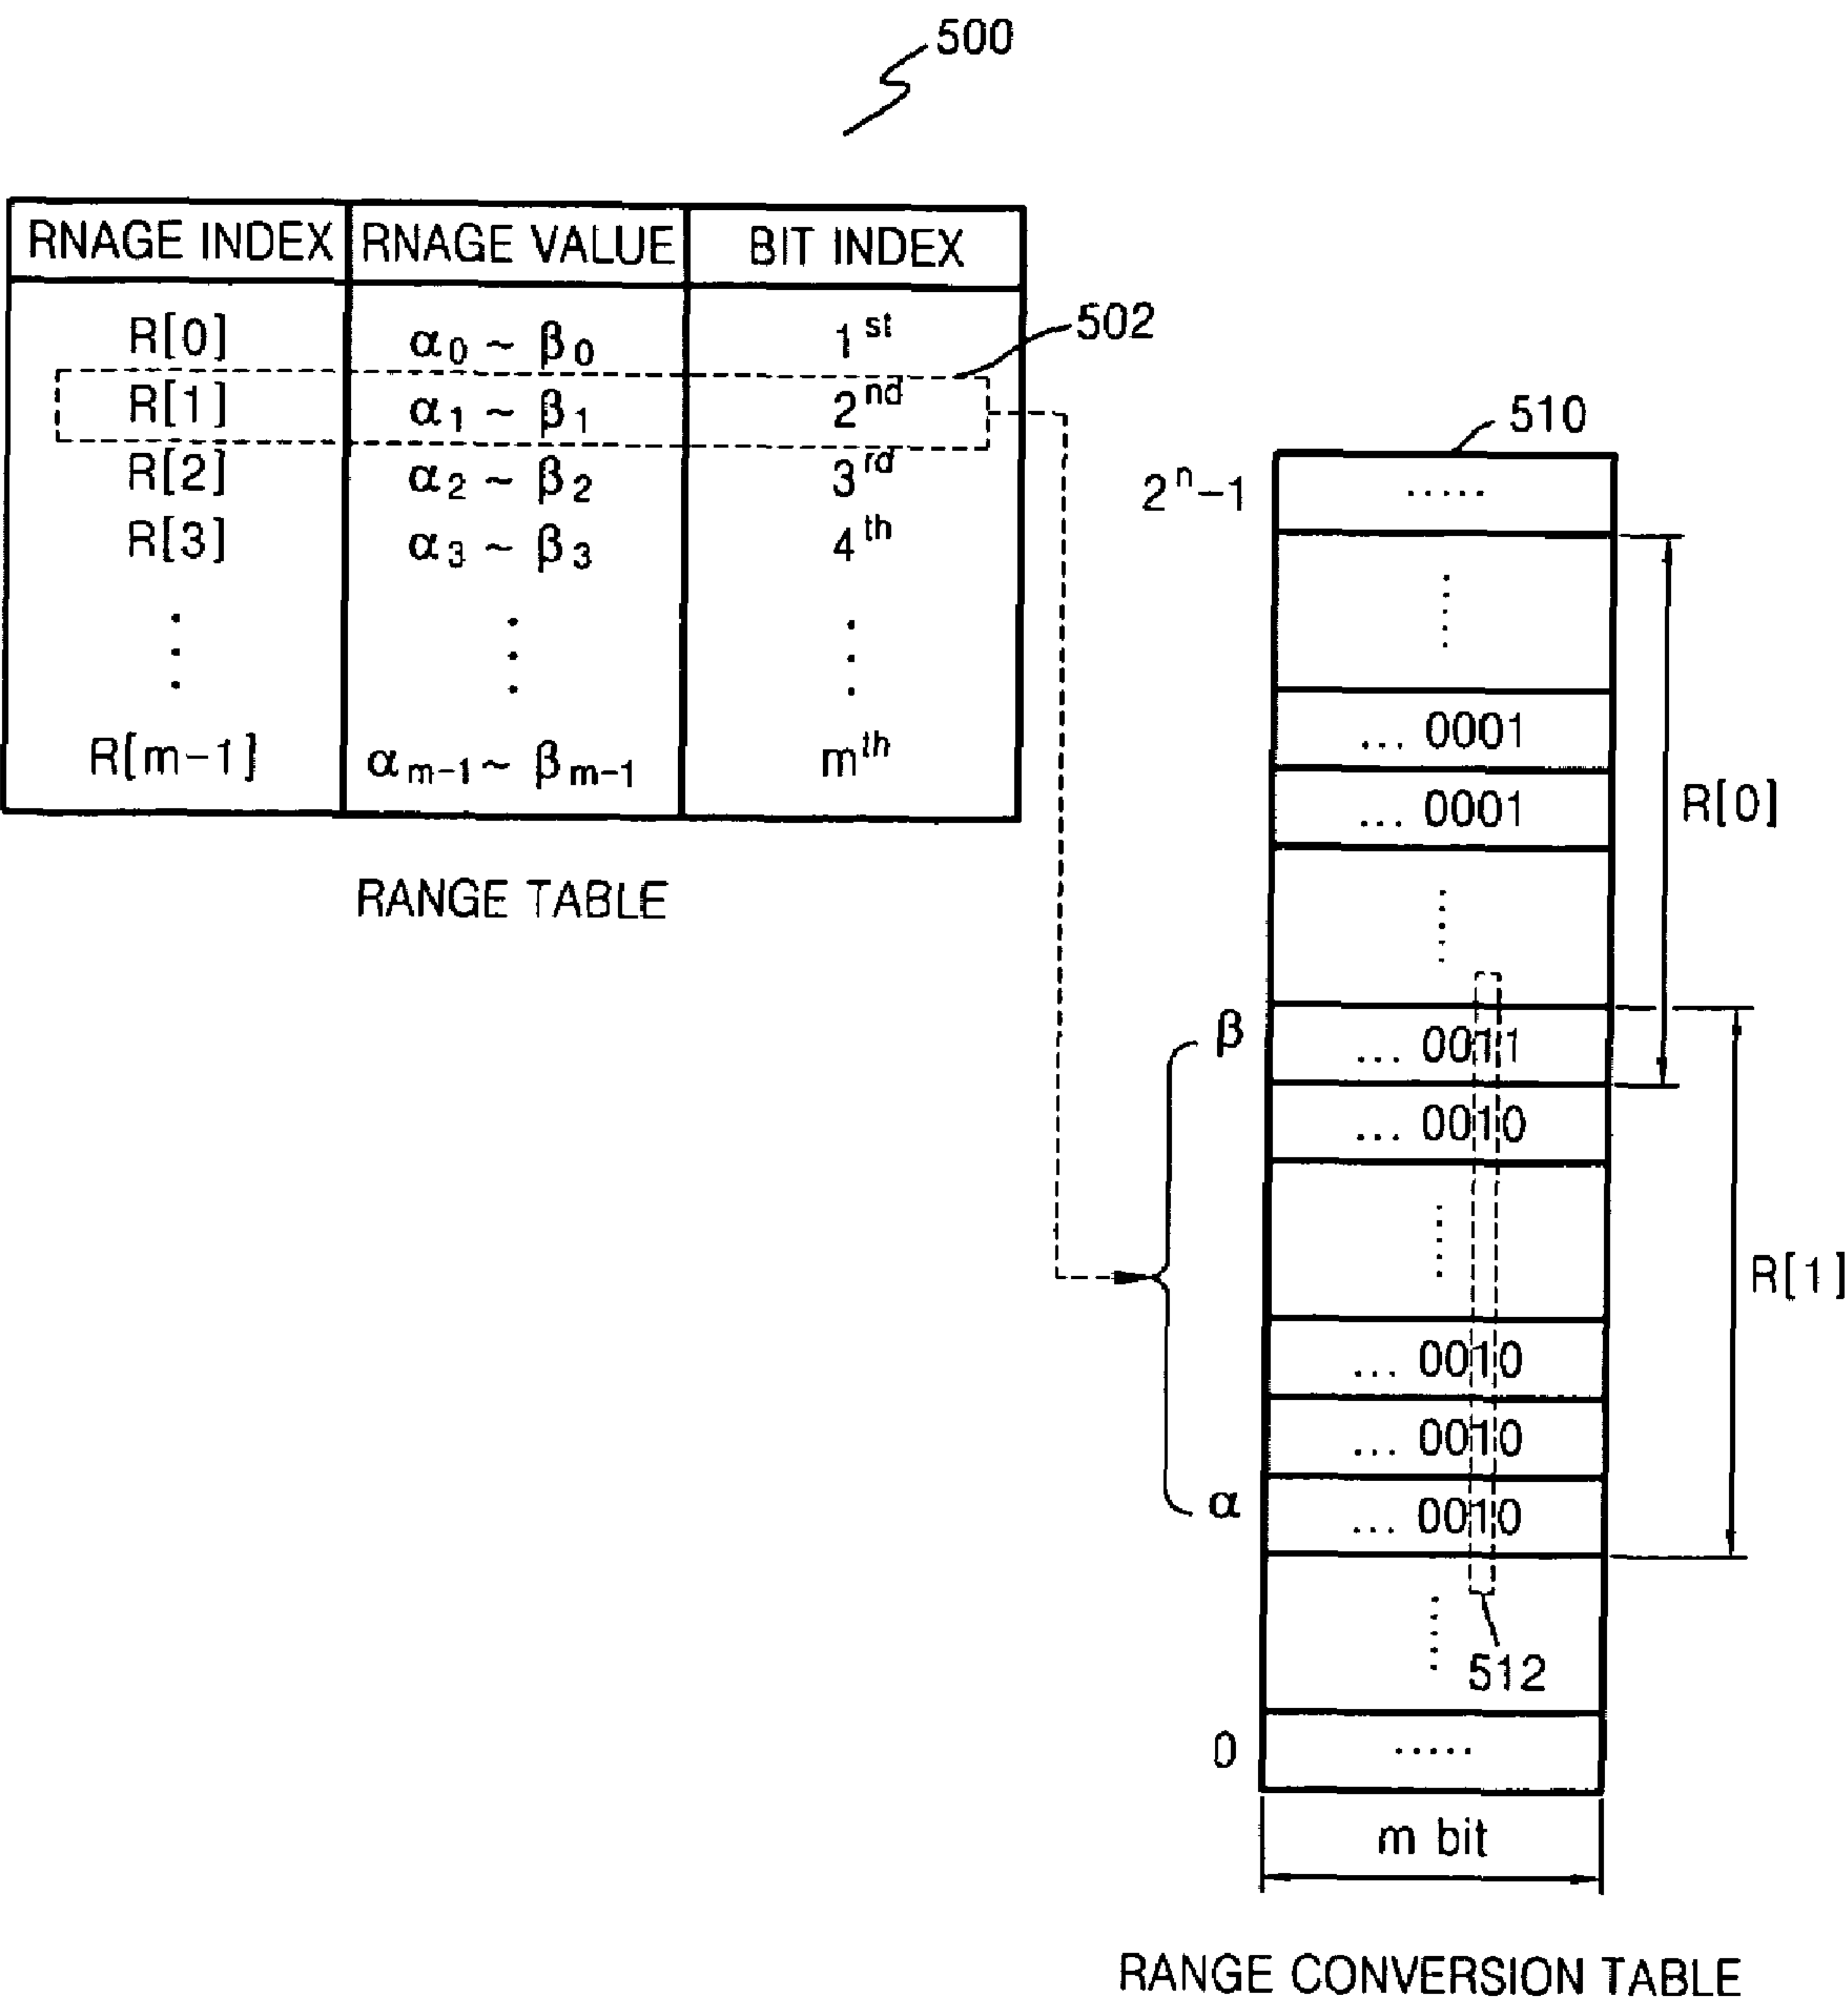 500
RNAGE INDEX RNAGE VALUE BIT INDEX
R[0] α0 ~ β0 1st
502
R[1] α1 ~ β1 2nd
R[2] α2 ~ β2 3rd
R[3] α3 ~ β3 4th
R[m-1] αm-1 ~ βm-1 mth
RANGE TABLE
510
2n-1 .....
... 0001
... 0001
R[0]
β ... 0011
... 0010
R[1]
... 0010
... 0010
α ... 0010
512
0 .....
m bit
RANGE CONVERSION TABLE